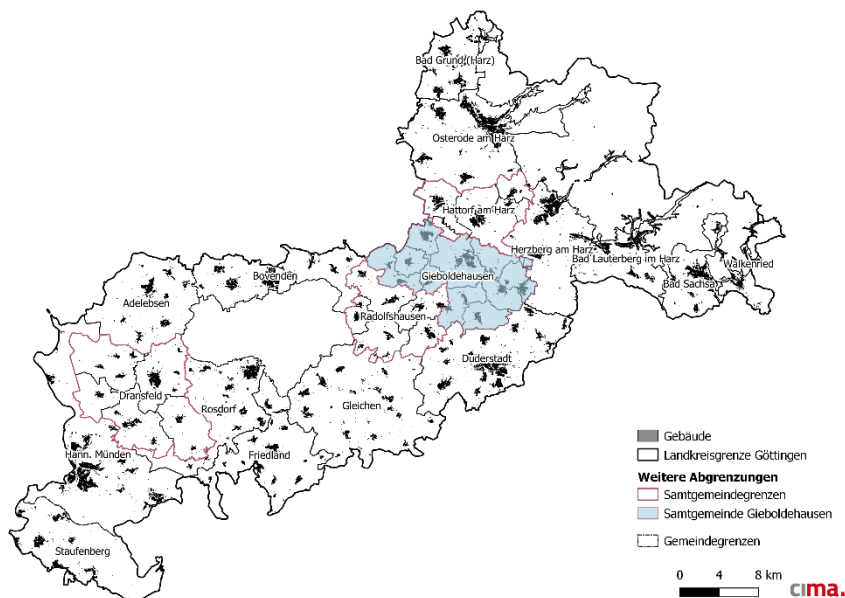 Bad Grund (Harz)
Osterode am Harz
Hattorf am Harz
Herzberg am Harz
Bad Lauterberg im Harz
Walkenried
Bad Sachsa
Gieboldehausen
Bovenden
Adelebsen
Radolfshausen
Duderstadt
Dransfeld
Rosdorf
Gleichen
Hann. Münden
Friedland
Staufenberg
Gebäude
Landkreisgrenze Göttingen
Weitere Abgrenzungen
Samtgemeindegrenzen
Samtgemeinde Gieboldehausen
Gemeindegrenzen
0 4 8 km
cima.